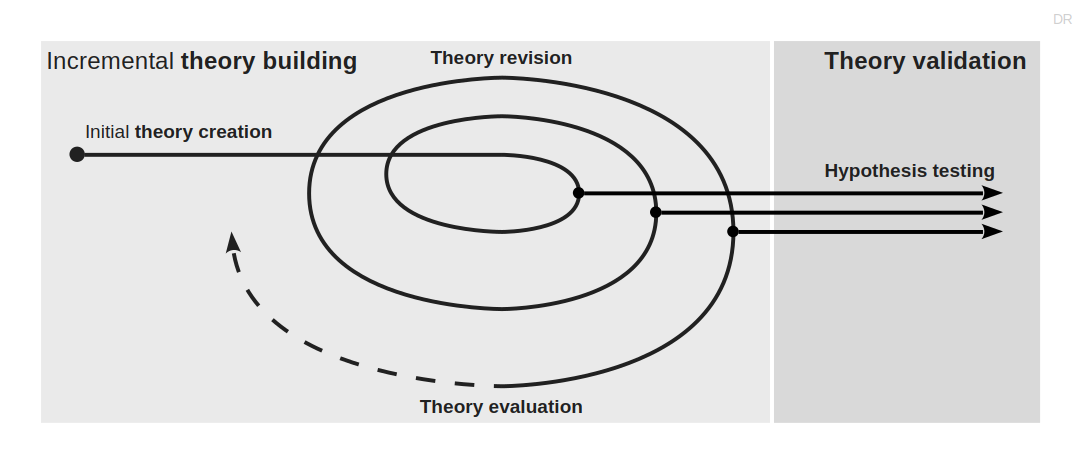 DR
Incremental theory building
Theory revision
Theory validation
Initial theory creation
Hypothesis testing
Theory evaluation